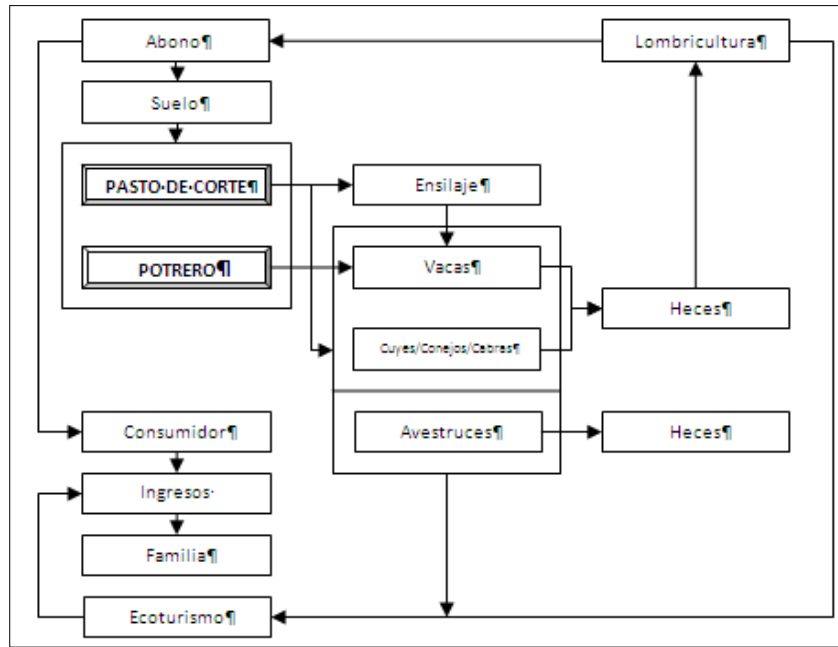 Abono¶
Lombricultura¶
Suelo¶
PASTO·DE·CORTE¶
Ensilaje¶
POTRERO¶
Vacas¶
Heces¶
Cuyes/Conejos/Cabras¶
Consumidor¶
Avestruces¶
Heces¶
Ingresos·
Familia¶
Ecoturismo¶